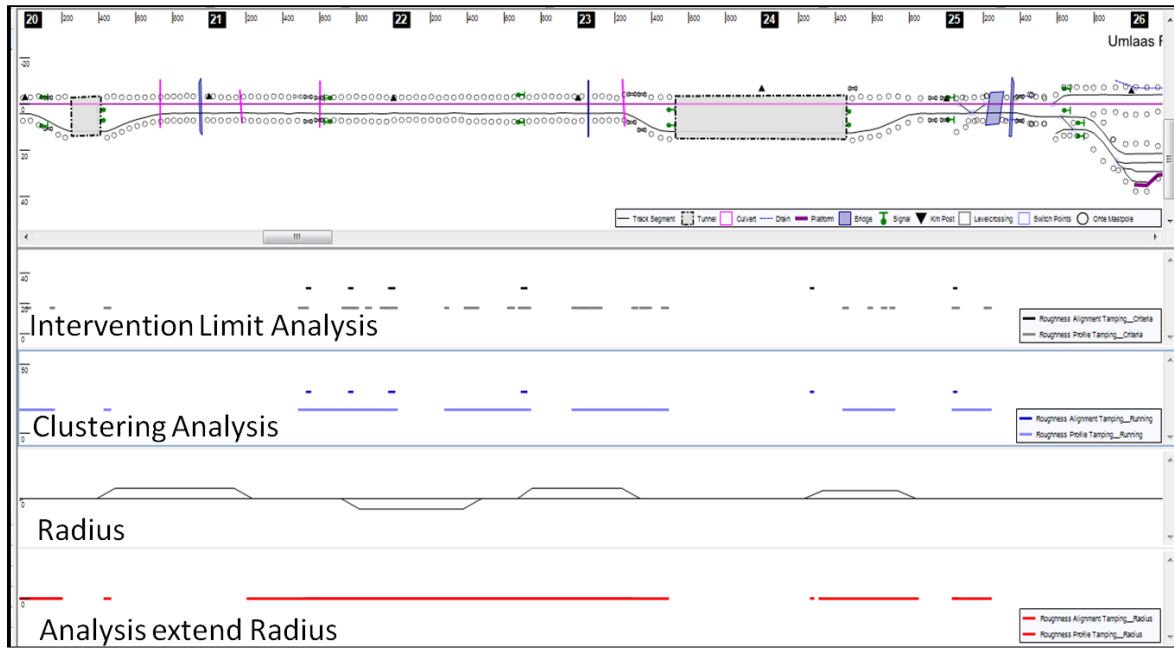 20 200 400 600 800 21 200 400 600 800 22 200 400 600 800 23 200 400 600 800 24 200 400 600 800 25 200 400 600 800 26
Umlaas F
-20
0
20
40
Track Segment Tunnel Culvert Drain Platform Bridge Signal Km Post Levelcrossing Switch Points Ohte Mastpole
40
20
0
Intervention Limit Analysis
Roughness Alignment Tamping__Criteria
Roughness Profile Tamping__Criteria
50
0
Clustering Analysis
Roughness Alignment Tamping__Running
Roughness Profile Tamping__Running
0
Radius
0
Analysis extend Radius
Roughness Alignment Tamping__Radius
Roughness Profile Tamping__Radius